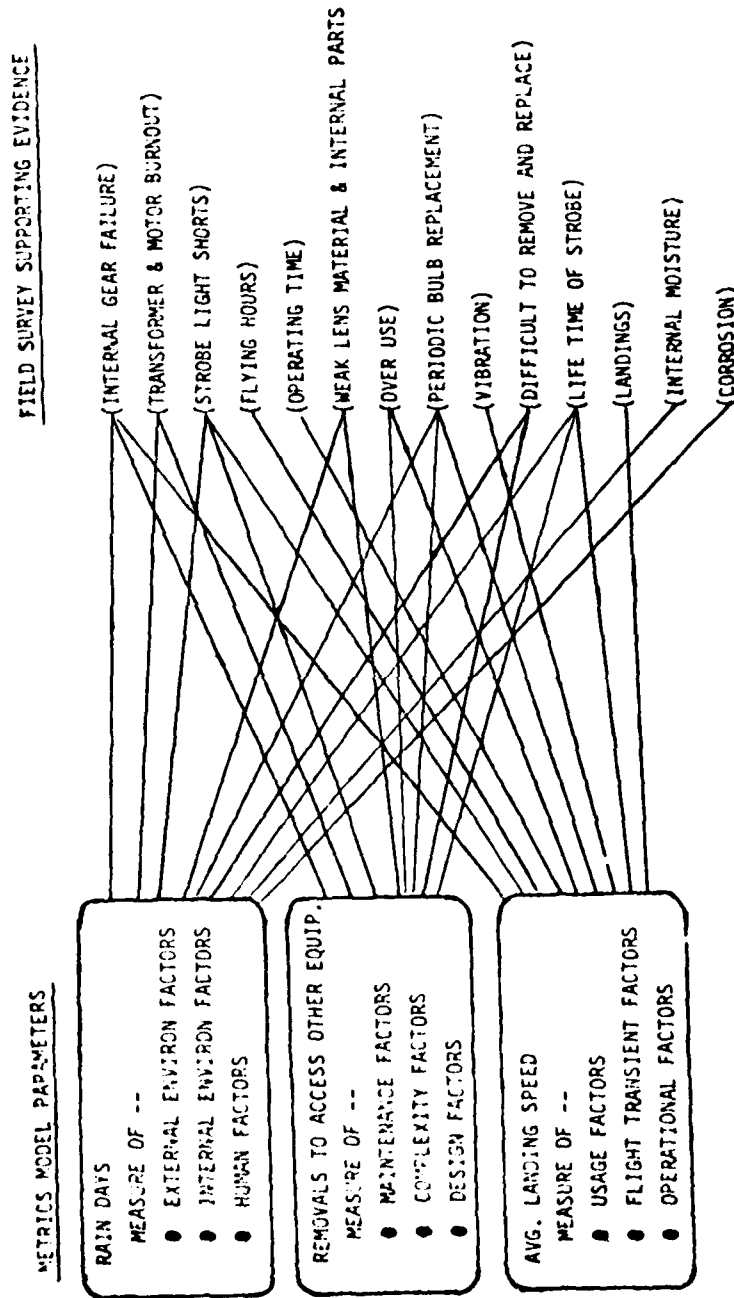 METRICS MODEL PARAMETERS
RAIN DAYS
MEASURE OF --
● EXTERNAL ENVIRON FACTORS
● INTERNAL ENVIRON FACTORS
● HUMAN FACTORS
REMOVALS TO ACCESS OTHER EQUIP.
MEASURE OF --
● MAINTENANCE FACTORS
● COMPLEXITY FACTORS
● DESIGN FACTORS
AVG. LANDING SPEED
MEASURE OF --
● USAGE FACTORS
● FLIGHT TRANSIENT FACTORS
● OPERATIONAL FACTORS
FIELD SURVEY SUPPORTING EVIDENCE
(INTERNAL GEAR FAILURE)
(TRANSFORMER & MOTOR BURNOUT)
(STROBE LIGHT SHORTS)
(FLYING HOURS)
(OPERATING TIME)
(WEAK LENS MATERIAL & INTERNAL PARTS
(OVER USE)
(PERIODIC BULB REPLACEMENT)
(VIBRATION)
(DIFFICULT TO REMOVE AND REPLACE)
(LIFE TIME OF STROBE)
(LANDINGS)
(INTERNAL MOISTURE)
(CORROSION)